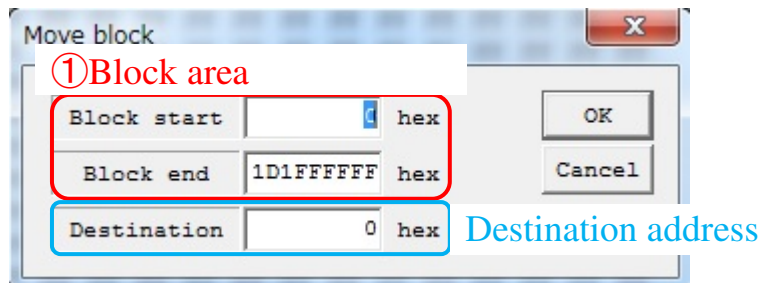 Move block
①Block area
Block start 0 hex OK
Block end 1D1FFFFFF hex Cancel
Destination 0 hex Destination address